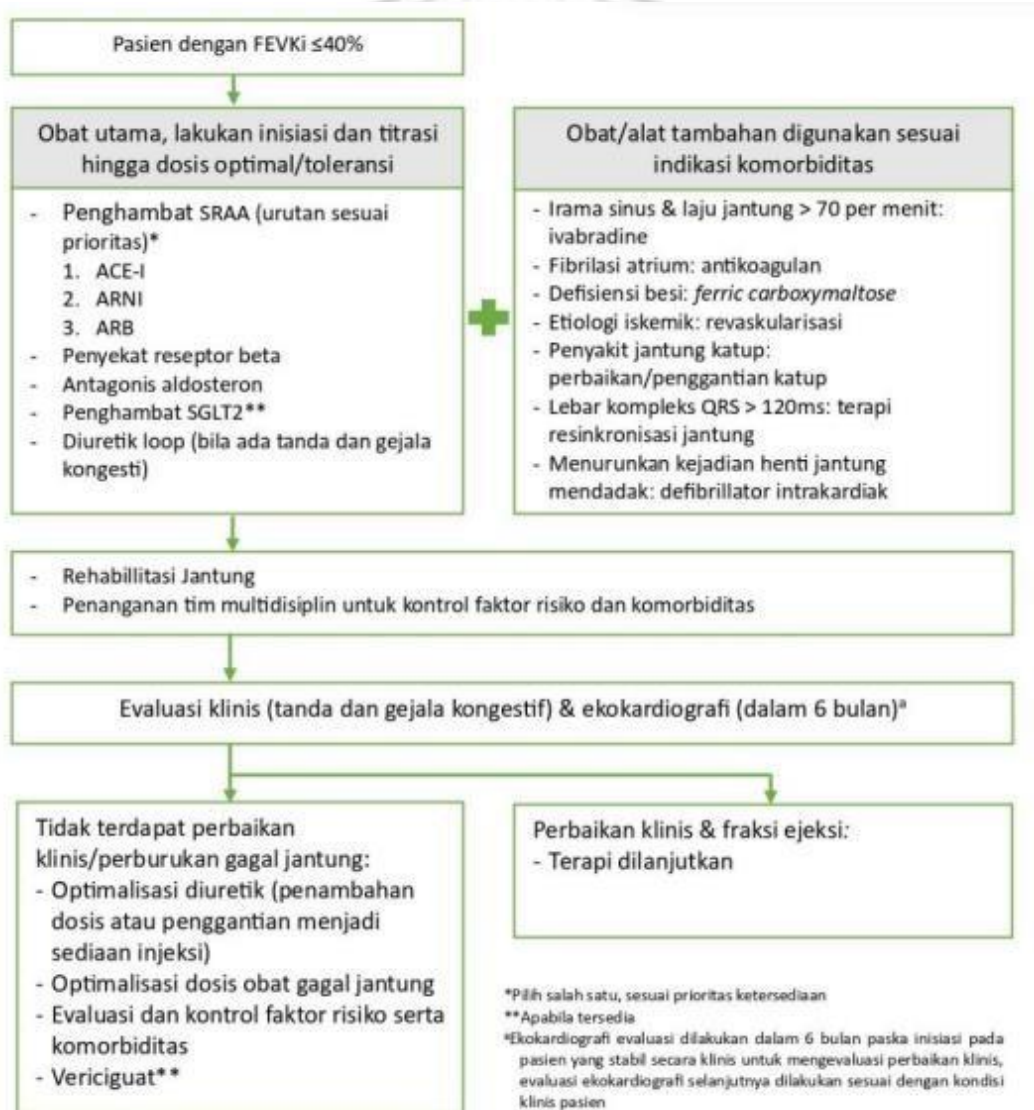 Pasien dengan FEVKi ≤40%
Obat utama, lakukan inisiasi dan titrasi
hingga dosis optimal/toleransi
- Penghambat SRAA (urutan sesuai
prioritas)*
1. ACE-I
2. ARNI
3. ARB
- Penyekat reseptor beta
- Antagonis aldosteron
- Penghambat SGLT2**
- Diuretik loop (bila ada tanda dan gejala
kongesti)
Obat/alat tambahan digunakan sesuai
indikasi komorbiditas
- Irama sinus & laju jantung > 70 per menit:
ivabradine
- Fibrilasi atrium: antikoagulan
- Defisiensi besi: ferric carboxymaltose
- Etiologi iskemik: revaskularisasi
- Penyakit jantung katup:
perbaikan/penggantian katup
- Lebar kompleks QRS > 120ms: terapi
resinkronisasi jantung
- Menurunkan kejadian henti jantung
mendadak: defibrillator intrakardiak
- Rehabillitasi Jantung
- Penanganan tim multidisiplin untuk kontrol faktor risiko dan komorbiditas
Evaluasi klinis (tanda dan gejala kongestif) & ekokardiografi (dalam 6 bulan)ᵃ
Tidak terdapat perbaikan
klinis/perburukan gagal jantung:
- Optimalisasi diuretik (penambahan
dosis atau penggantian menjadi
sediaan injeksi)
- Optimalisasi dosis obat gagal jantung
- Evaluasi dan kontrol faktor risiko serta
komorbiditas
- Vericiguat**
Perbaikan klinis & fraksi ejeksi:
- Terapi dilanjutkan
*Pilih salah satu, sesuai prioritas ketersediaan
**Apabila tersedia
ᵃEkokardiografi evaluasi dilakukan dalam 6 bulan paska inisiasi pada
pasien yang stabil secara klinis untuk mengevaluasi perbaikan klinis,
evaluasi ekokardiografi selanjutnya dilakukan sesuai dengan kondisi
klinis pasien